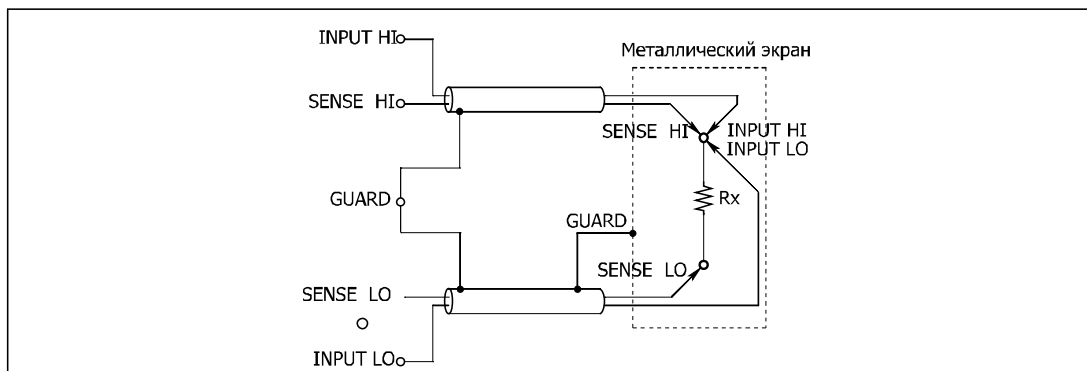 INPUT HI
Металлический экран
SENSE HI
SENSE HI
INPUT HI
INPUT LO
GUARD
Rx
GUARD
SENSE LO
SENSE LO
INPUT LO